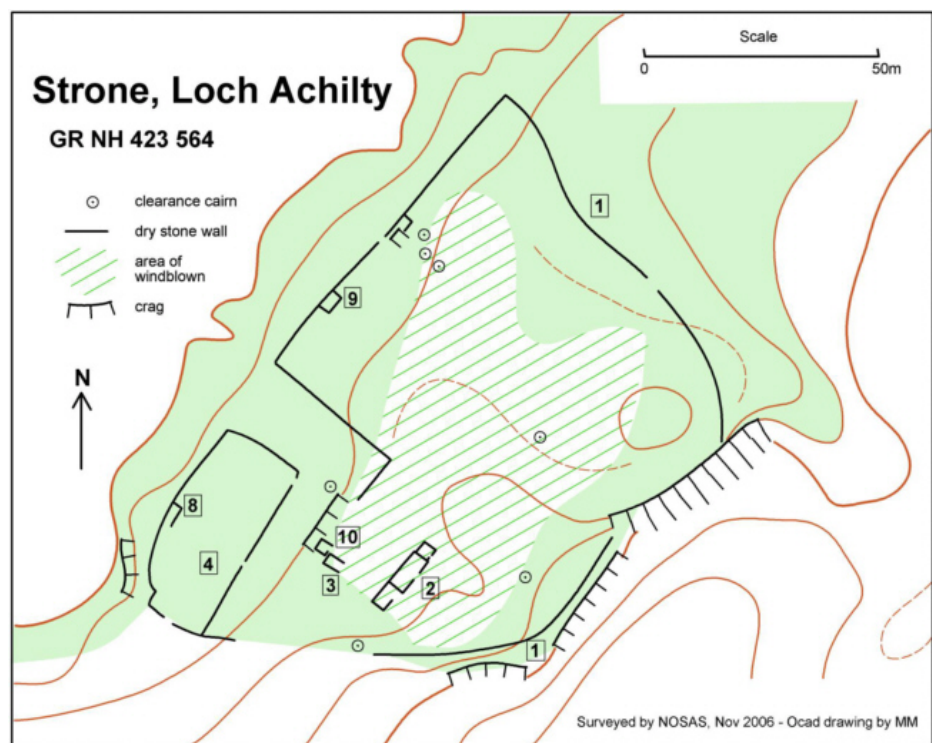 Strone, Loch Achilty
GR NH 423 564
Scale
0 50m
clearance cairn
dry stone wall
area of
windblown
crag
N
1
9
8
10
4
3
2
1
Surveyed by NOSAS, Nov 2006 - Ocad drawing by MM